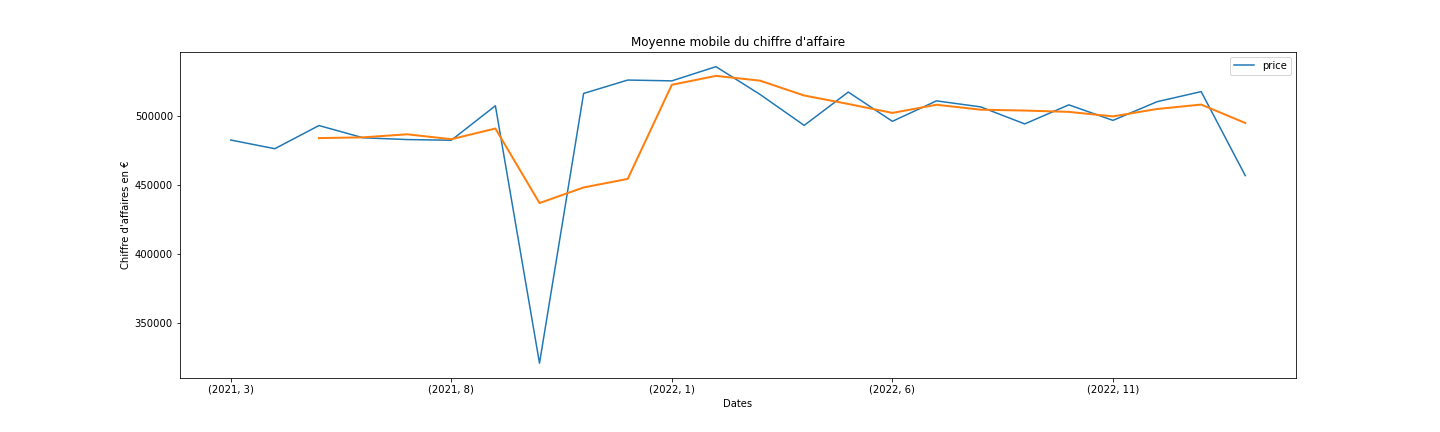 Moyenne mobile du chiffre d'affaire
price
Chiffre d'affaires en €
500000
450000
400000
350000
(2021, 3)
(2021, 8)
(2022, 1)
(2022, 6)
(2022, 11)
Dates